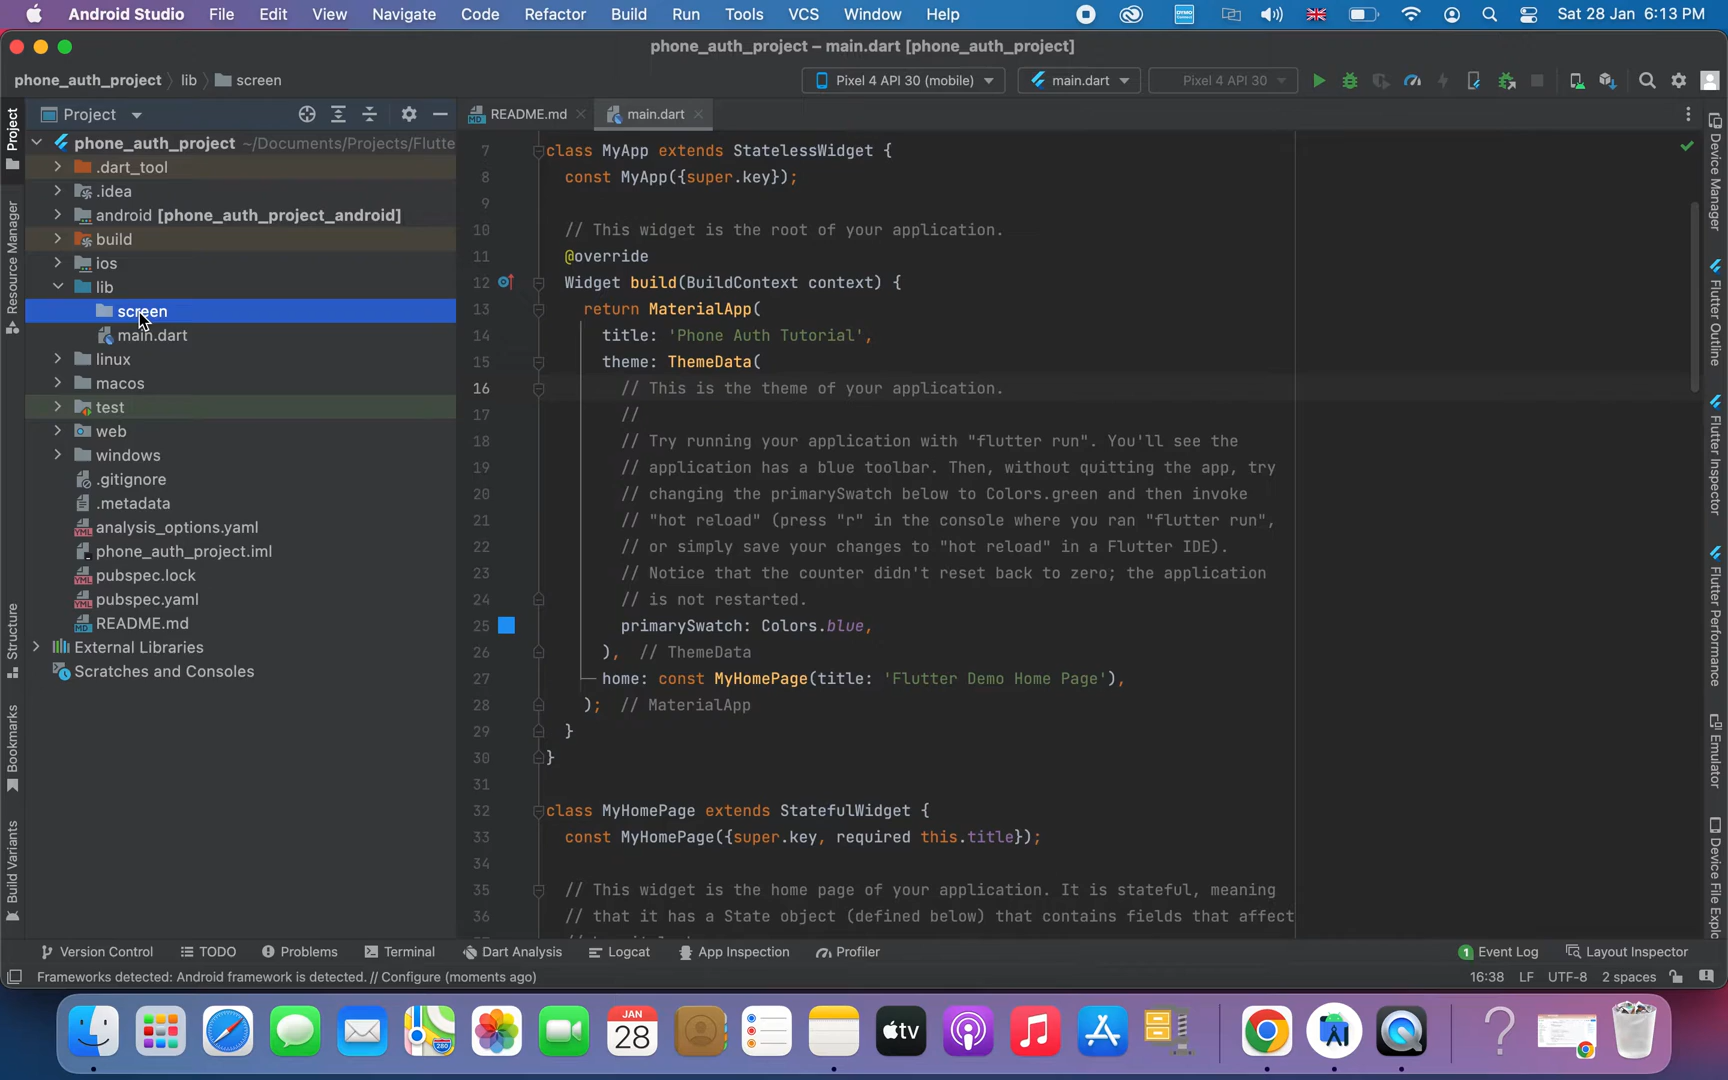 Android Studio File Edit View Navigate Code Refactor Build Run Tools VCS Window Help Sat 28 Jan 6:13 PM
phone_auth_project – main.dart [phone_auth_project]
phone_auth_project lib screen Pixel 4 API 30 (mobile) main.dart Pixel 4 API 30
Project README.md main.dart
phone_auth_project ~/Documents/Projects/Flutte
.dart_tool
.idea
android [phone_auth_project_android]
build
ios
lib
screen
main.dart
linux
macos
test
web
windows
.gitignore
.metadata
analysis_options.yaml
phone_auth_project.iml
pubspec.lock
pubspec.yaml
README.md
External Libraries
Scratches and Consoles
7 class MyApp extends StatelessWidget {
8 const MyApp({super.key});
9
10 // This widget is the root of your application.
11 @override
12 Widget build(BuildContext context) {
13 return MaterialApp(
14 title: 'Phone Auth Tutorial',
15 theme: ThemeData(
16 // This is the theme of your application.
17 //
18 // Try running your application with "flutter run". You'll see the
19 // application has a blue toolbar. Then, without quitting the app, try
20 // changing the primarySwatch below to Colors.green and then invoke
21 // "hot reload" (press "r" in the console where you ran "flutter run",
22 // or simply save your changes to "hot reload" in a Flutter IDE).
23 // Notice that the counter didn't reset back to zero; the application
24 // is not restarted.
25 primarySwatch: Colors.blue,
26 ), // ThemeData
27 home: const MyHomePage(title: 'Flutter Demo Home Page'),
28 ); // MaterialApp
29 }
30 }
31
32 class MyHomePage extends StatefulWidget {
33 const MyHomePage({super.key, required this.title});
34
35 // This widget is the home page of your application. It is stateful, meaning
36 // that it has a State object (defined below) that contains fields that affect
Project
Resource Manager
Structure
Bookmarks
Build Variants
Device Manager
Flutter Outline
Flutter Inspector
Flutter Performance
Emulator
Device File Explo
Version Control TODO Problems Terminal Dart Analysis Logcat App Inspection Profiler 1 Event Log Layout Inspector
Frameworks detected: Android framework is detected. // Configure (moments ago) 16:38 LF UTF-8 2 spaces
JAN
28
280
tv